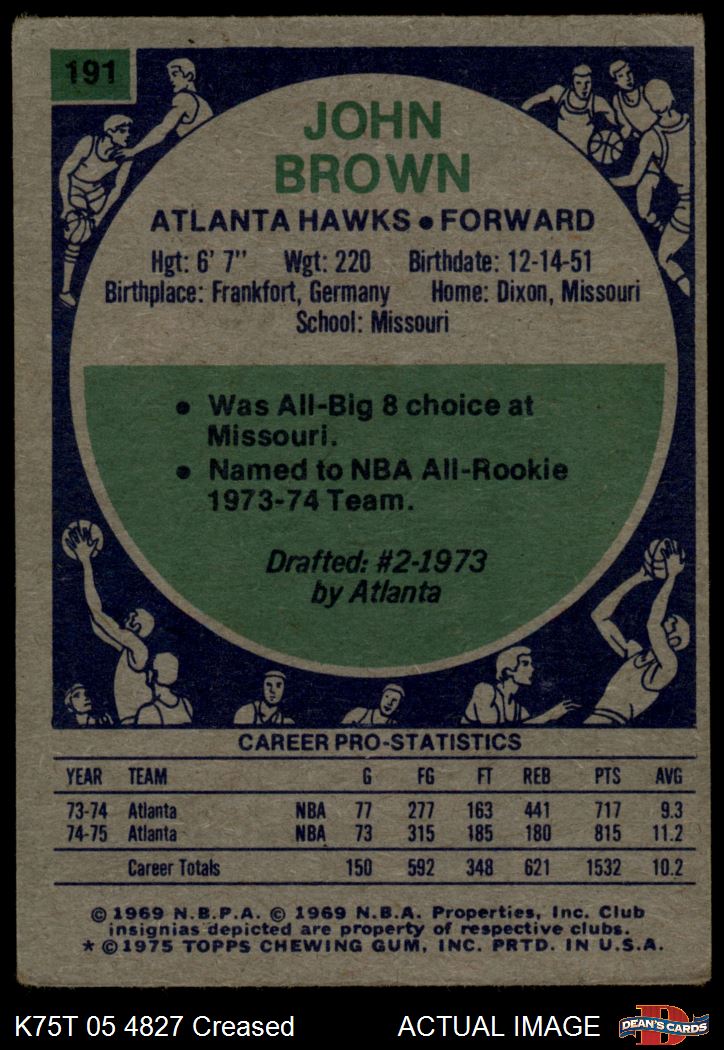 191
JOHN
BROWN
ATLANTA HAWKS • FORWARD
Hgt: 6' 7" Wgt: 220 Birthdate: 12-14-51
Birthplace: Frankfort, Germany Home: Dixon, Missouri
School: Missouri
• Was All-Big 8 choice at
Missouri.
• Named to NBA All-Rookie
1973-74 Team.
Drafted: #2-1973
by Atlanta
CAREER PRO-STATISTICS
YEAR TEAM G FG FT REB PTS AVG
73-74 Atlanta NBA 77 277 163 441 717 9.3
74-75 Atlanta NBA 73 315 185 180 815 11.2
Career Totals 150 592 348 621 1532 10.2
© 1969 N.B.P.A. © 1969 N.B.A. Properties, Inc. Club
insignias depicted are property of respective clubs.
* © 1975 TOPPS CHEWING GUM, INC. PRTD. IN U.S.A.
K75T 05 4827 Creased ACTUAL IMAGE
D
DEAN'S CARDS